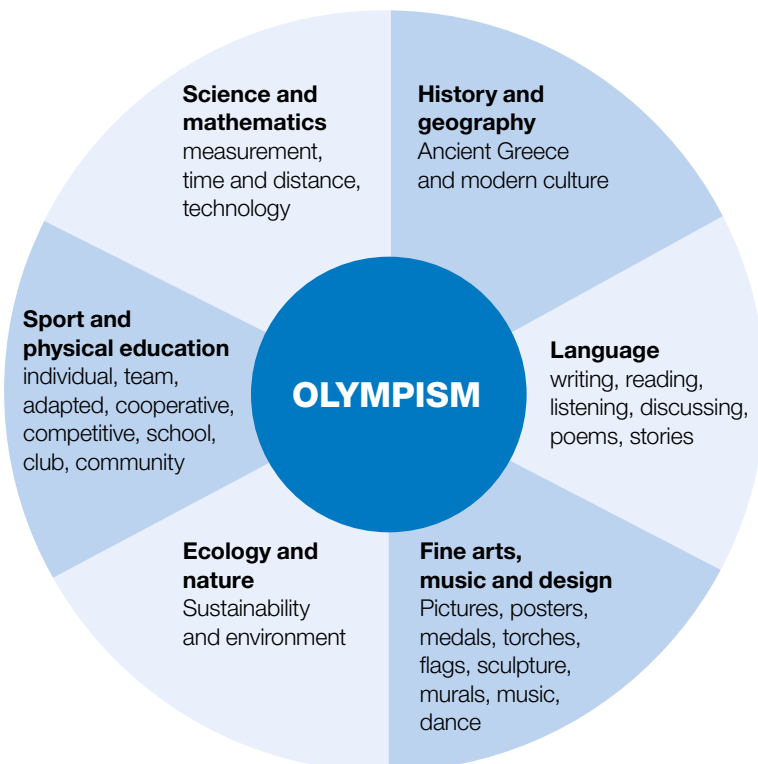 Science and
mathematics
measurement,
time and distance,
technology
History and
geography
Ancient Greece
and modern culture
Sport and
physical education
individual, team,
adapted, cooperative,
competitive, school,
club, community
OLYMPISM
Language
writing, reading,
listening, discussing,
poems, stories
Ecology and
nature
Sustainability
and environment
Fine arts,
music and design
Pictures, posters,
medals, torches,
flags, sculpture,
murals, music,
dance